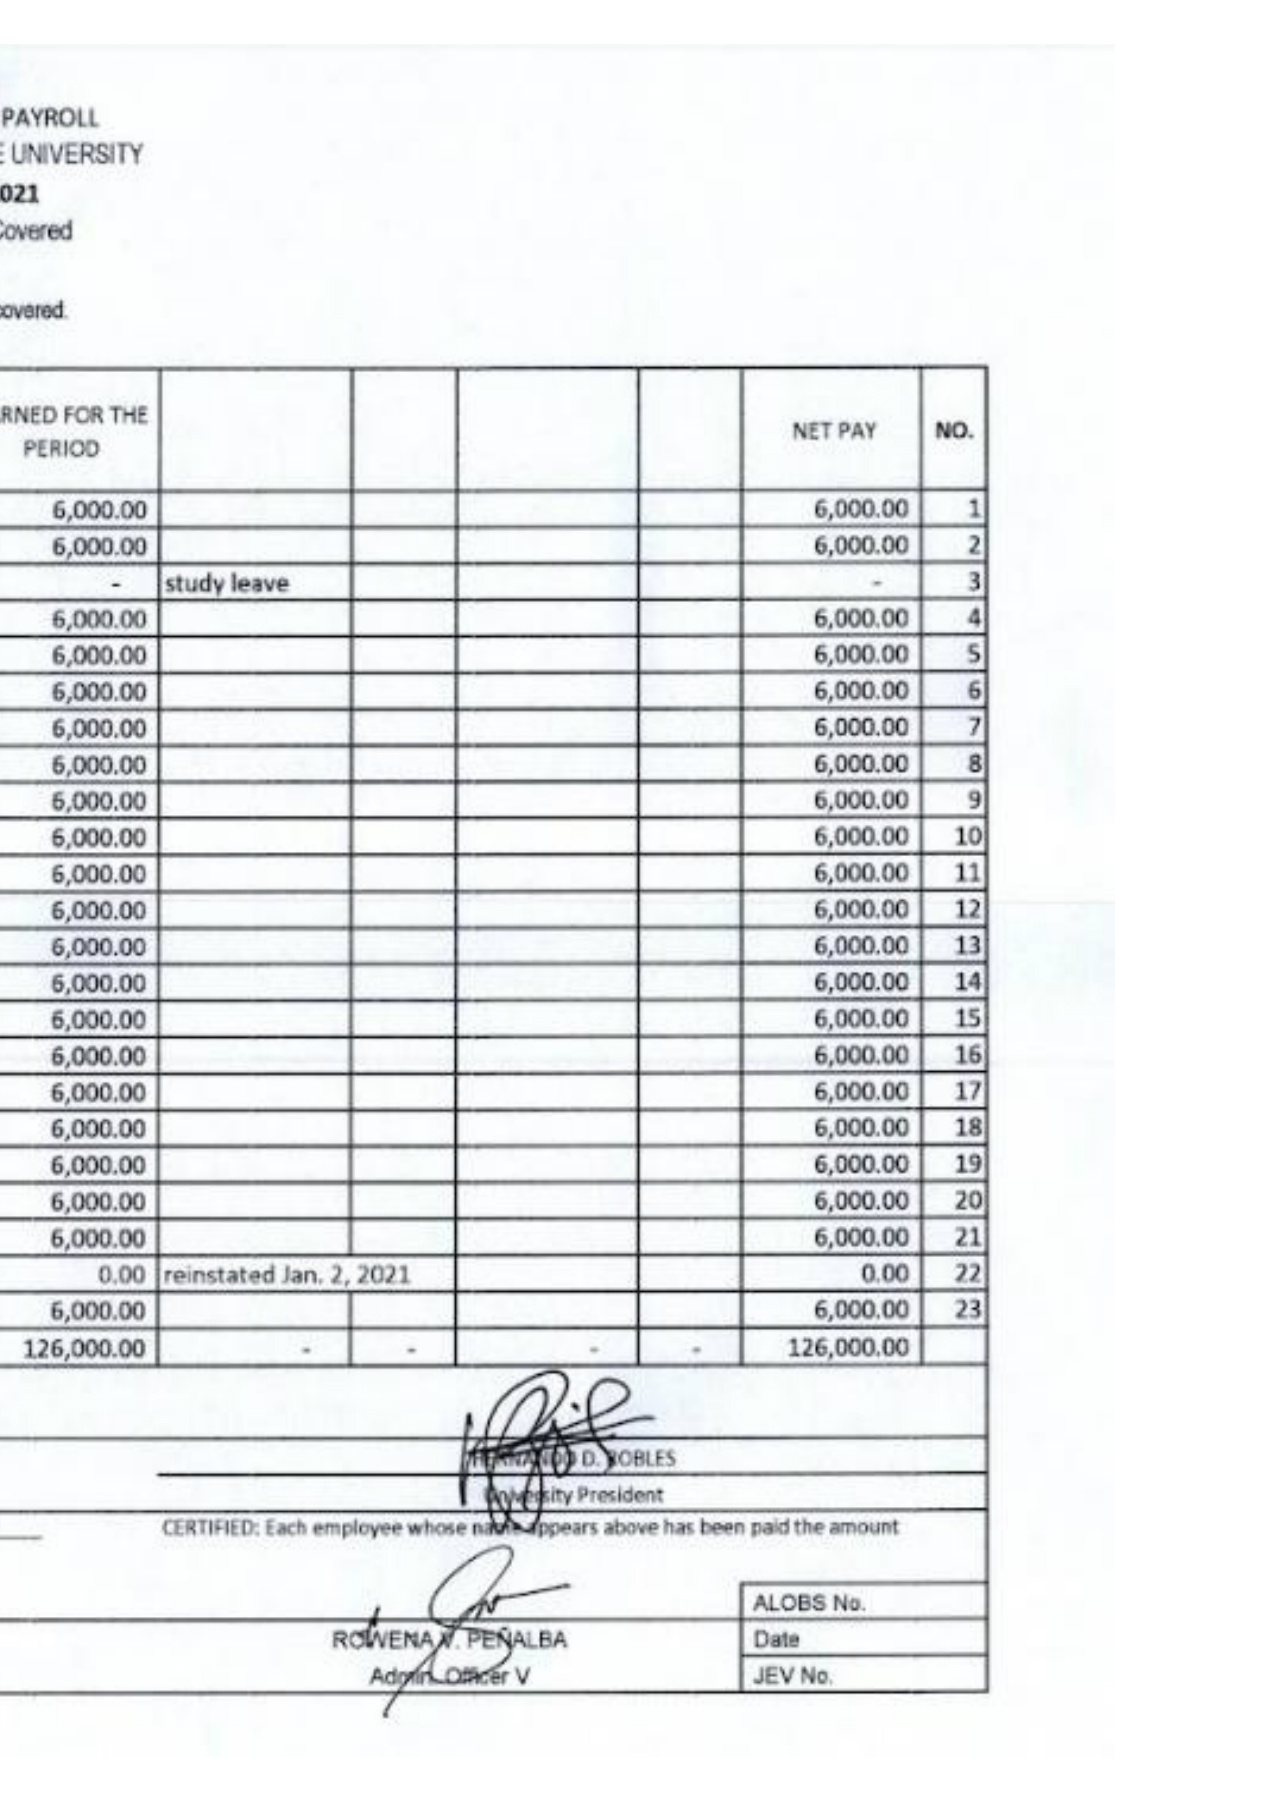 PAYROLL
E UNIVERSITY
021
Covered
covered.
RNED FOR THE
PERIOD
NET PAY NO.
6,000.00 6,000.00 1
6,000.00 6,000.00 2
- study leave - 3
6,000.00 6,000.00 4
6,000.00 6,000.00 5
6,000.00 6,000.00 6
6,000.00 6,000.00 7
6,000.00 6,000.00 8
6,000.00 6,000.00 9
6,000.00 6,000.00 10
6,000.00 6,000.00 11
6,000.00 6,000.00 12
6,000.00 6,000.00 13
6,000.00 6,000.00 14
6,000.00 6,000.00 15
6,000.00 6,000.00 16
6,000.00 6,000.00 17
6,000.00 6,000.00 18
6,000.00 6,000.00 19
6,000.00 6,000.00 20
6,000.00 6,000.00 21
0.00 reinstated Jan. 2, 2021 0.00 22
6,000.00 6,000.00 23
126,000.00 - - - - 126,000.00
D. ROBLES
University President
CERTIFIED: Each employee whose name appears above has been paid the amount
ALOBS No.
ROWENA V. PEÑALBA Date
Admin. Officer V JEV No.